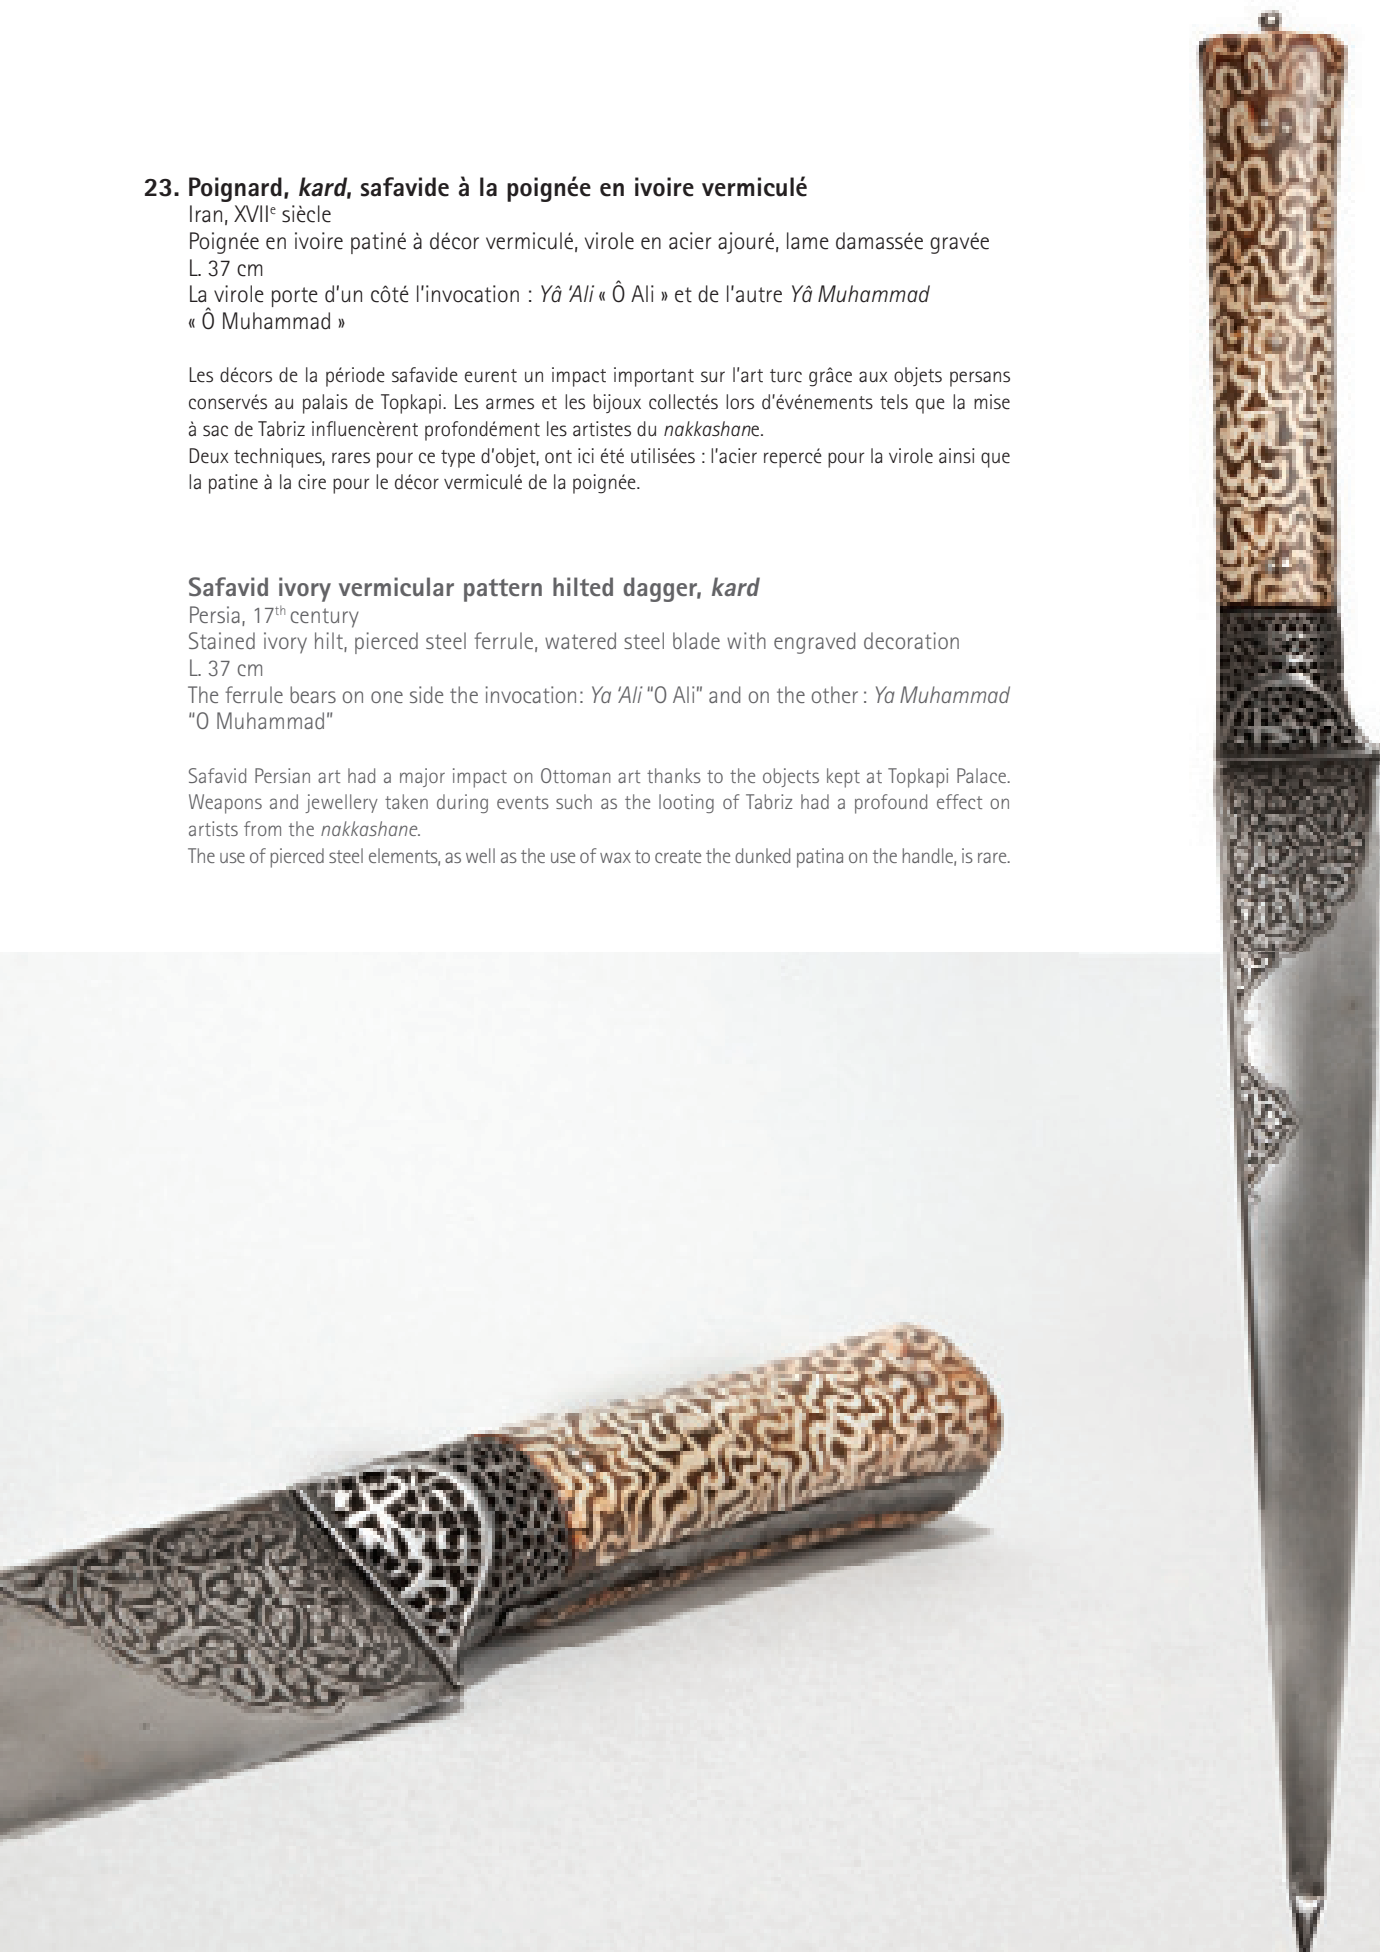 23. Poignard, kard, safavide à la poignée en ivoire vermiculé
Iran, XVIIe siècle
Poignée en ivoire patiné à décor vermiculé, virole en acier ajouré, lame damassée gravée
L. 37 cm
La virole porte d'un côté l'invocation : Yâ 'Ali « Ô Ali » et de l'autre Yâ Muhammad
« Ô Muhammad »
Les décors de la période safavide eurent un impact important sur l'art turc grâce aux objets persans
conservés au palais de Topkapi. Les armes et les bijoux collectés lors d'événements tels que la mise
à sac de Tabriz influencèrent profondément les artistes du nakkashane.
Deux techniques, rares pour ce type d'objet, ont ici été utilisées : l'acier repercé pour la virole ainsi que
la patine à la cire pour le décor vermiculé de la poignée.
Safavid ivory vermicular pattern hilted dagger, kard
Persia, 17th century
Stained ivory hilt, pierced steel ferrule, watered steel blade with engraved decoration
L. 37 cm
The ferrule bears on one side the invocation: Ya 'Ali "O Ali" and on the other : Ya Muhammad
"O Muhammad"
Safavid Persian art had a major impact on Ottoman art thanks to the objects kept at Topkapi Palace.
Weapons and jewellery taken during events such as the looting of Tabriz had a profound effect on
artists from the nakkashane.
The use of pierced steel elements, as well as the use of wax to create the dunked patina on the handle, is rare.